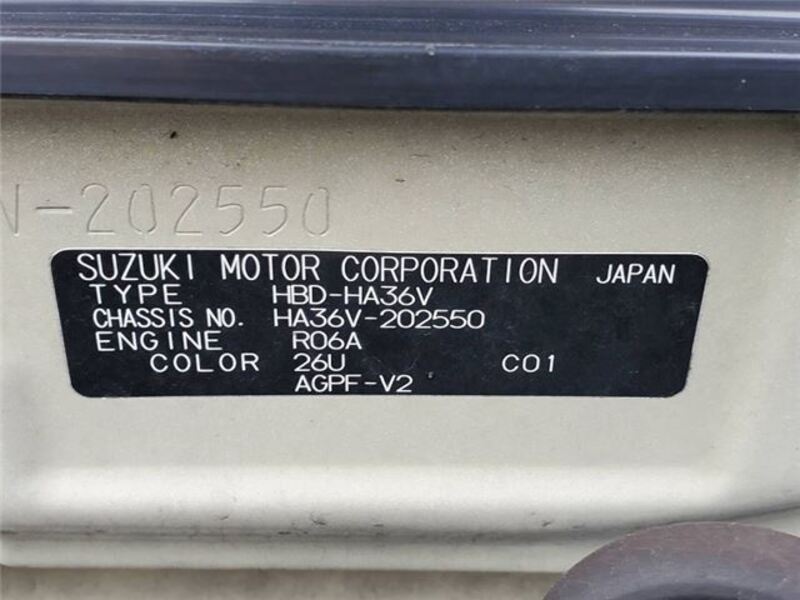 -202550
SUZUKI MOTOR CORPORATION JAPAN
TYPE HBD-HA36V
CHASSIS NO. HA36V-202550
ENGINE R06A
COLOR 26U C01
AGPF-V2